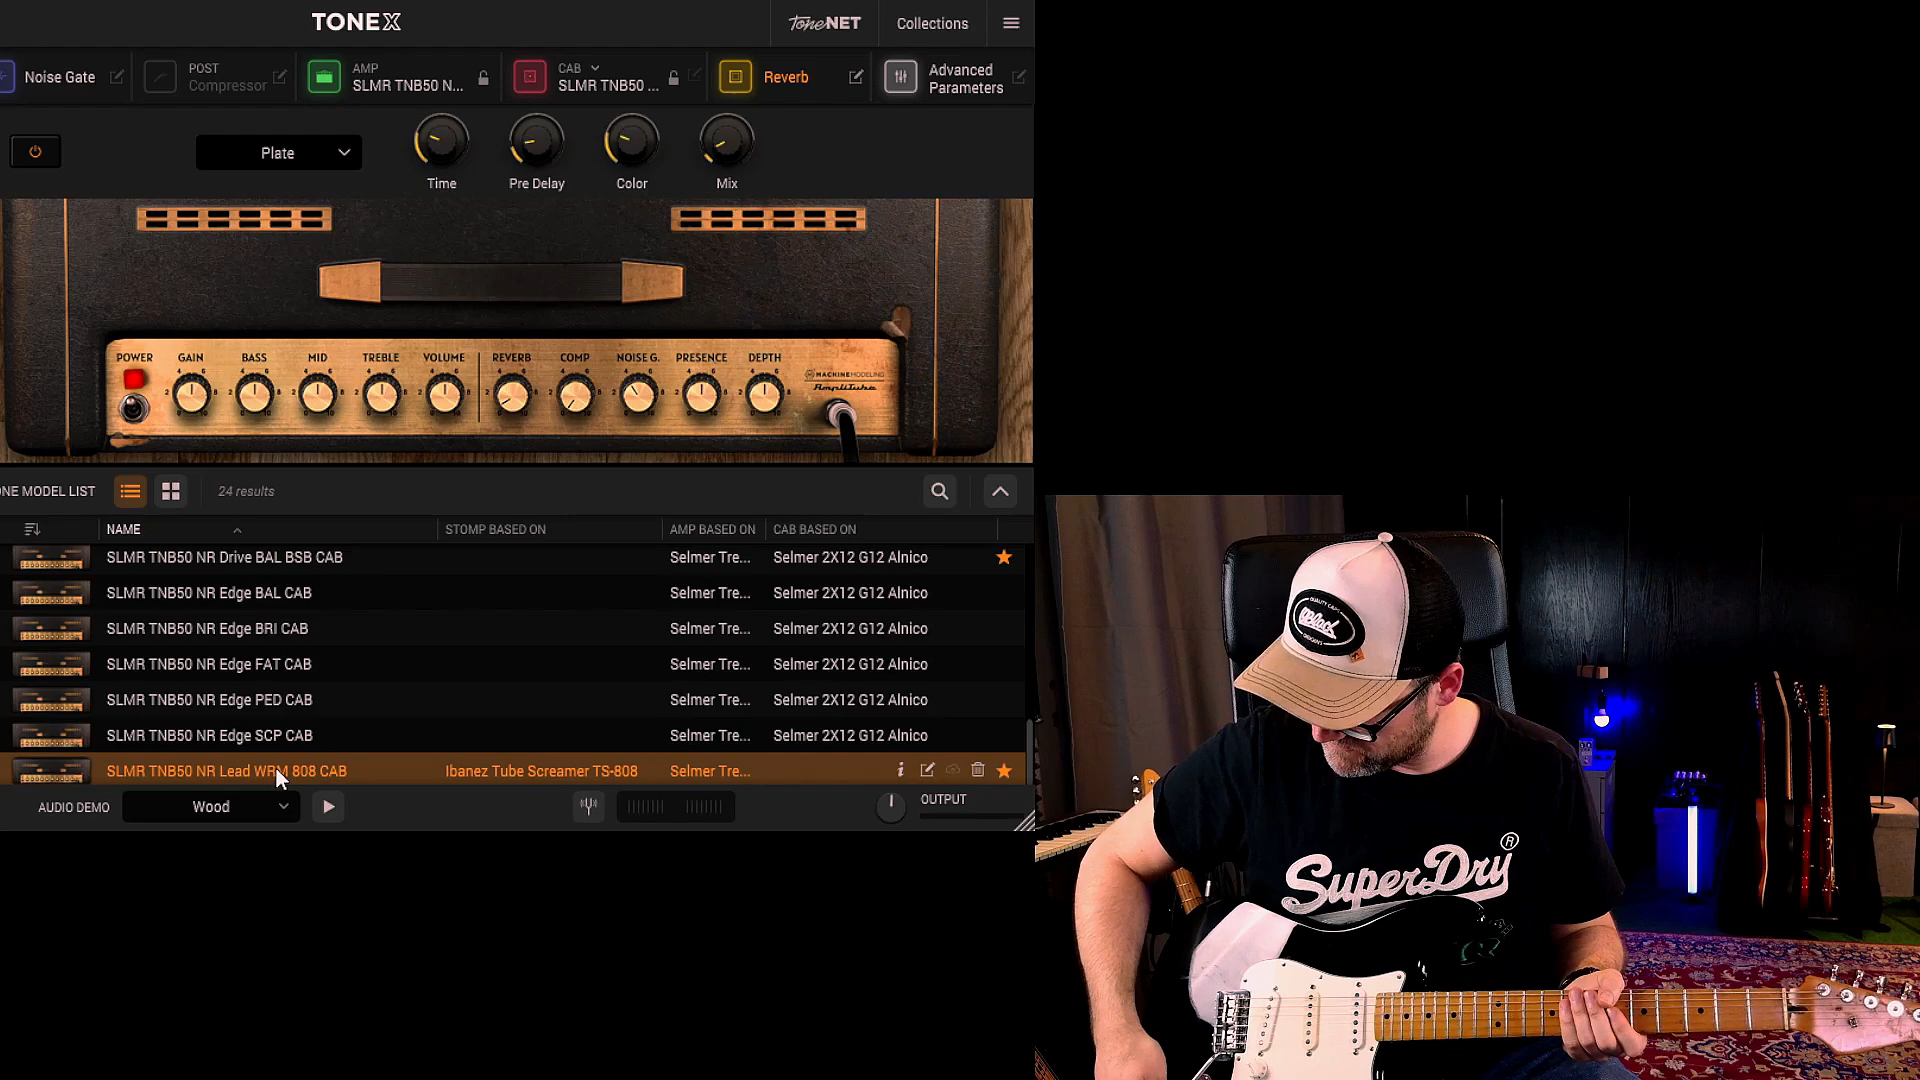 TONEX
ToneNET
Collections
Noise Gate
POST
Compressor
AMP
SLMR TNB50 N...
CAB
SLMR TNB50 ...
Reverb
Advanced
Parameters
Plate
Time
Pre Delay
Color
Mix
POWER
GAIN
BASS
MID
TREBLE
VOLUME
REVERB
COMP
NOISE G.
PRESENCE
DEPTH
MACHINE MODELING
AmpliTube
ONE MODEL LIST
24 results
NAME
STOMP BASED ON
AMP BASED ON
CAB BASED ON
SLMR TNB50 NR Drive BAL BSB CAB
Selmer Tre...
Selmer 2X12 G12 Alnico
SLMR TNB50 NR Edge BAL CAB
Selmer Tre...
Selmer 2X12 G12 Alnico
SLMR TNB50 NR Edge BRI CAB
Selmer Tre...
Selmer 2X12 G12 Alnico
SLMR TNB50 NR Edge FAT CAB
Selmer Tre...
Selmer 2X12 G12 Alnico
SLMR TNB50 NR Edge PED CAB
Selmer Tre...
Selmer 2X12 G12 Alnico
SLMR TNB50 NR Edge SCP CAB
Selmer Tre...
Selmer 2X12 G12 Alnico
SLMR TNB50 NR Lead WRM 808 CAB
Ibanez Tube Screamer TS-808
Selmer Tre...
AUDIO DEMO
Wood
OUTPUT
QUALITY CAPS
SuperDry®